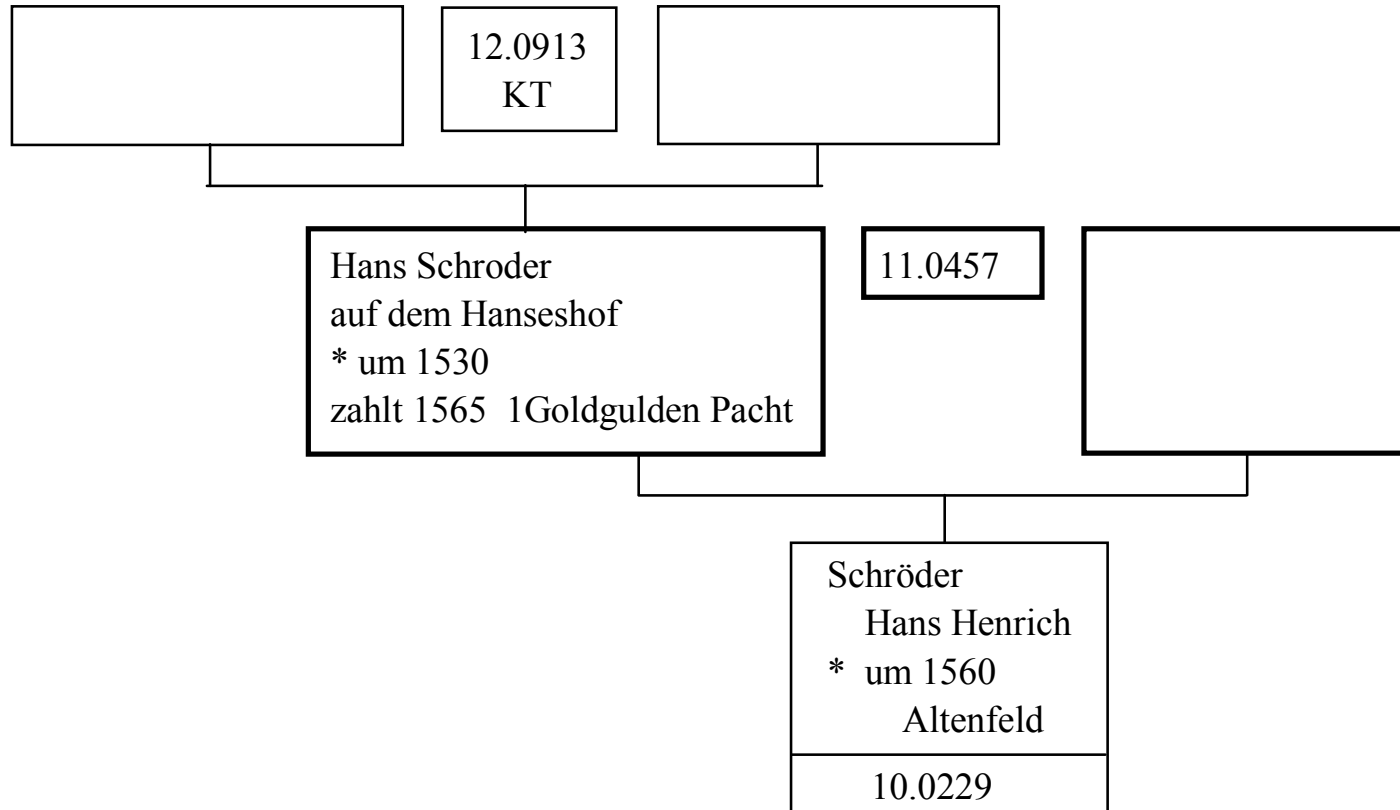 12.0913
KT
Hans Schroder
auf dem Hanseshof
* um 1530
zahlt 1565  1Goldgulden Pacht
11.0457
Schröder
Hans Henrich
*  um 1560
Altenfeld
10.0229